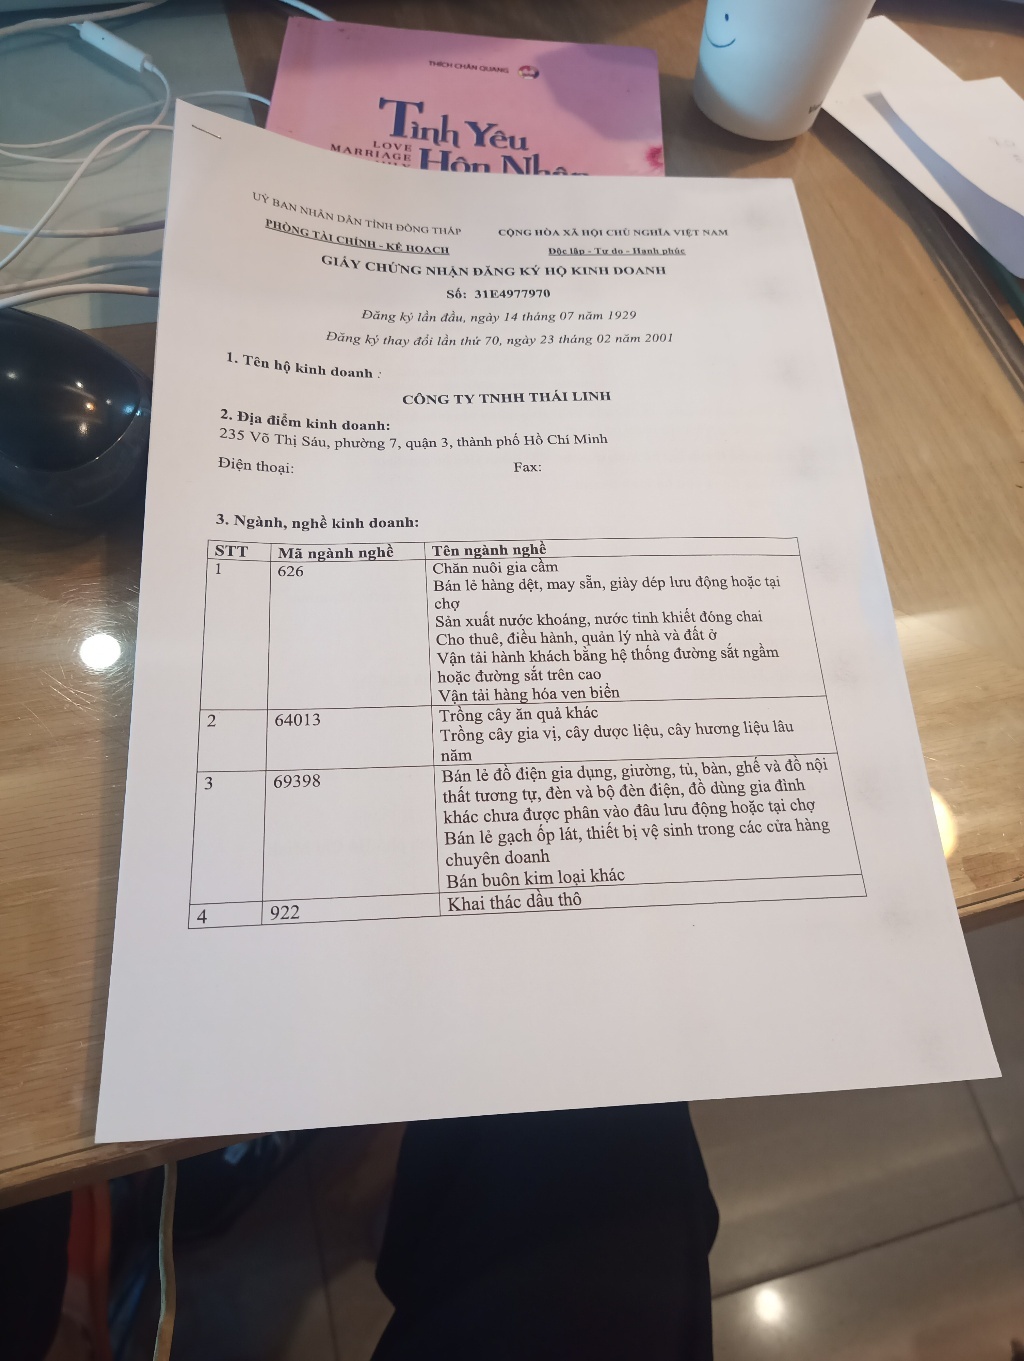 THÍCH CHÂN QUANG
Tình Yêu
LOVE
MARRIAGE
Hôn Nhân
UỶ BAN NHÂN DÂN TỈNH ĐỒNG THÁP
CỘNG HÒA XÃ HỘI CHỦ NGHĨA VIỆT NAM
PHÒNG TÀI CHÍNH - KẾ HOẠCH
Độc lập - Tự do - Hạnh phúc
GIẤY CHỨNG NHẬN ĐĂNG KÝ HỘ KINH DOANH
Số: 31E4977970
Đăng ký lần đầu, ngày 14 tháng 07 năm 1929
Đăng ký thay đổi lần thứ 70, ngày 23 tháng 02 năm 2001
1. Tên hộ kinh doanh :
CÔNG TY TNHH THÁI LINH
2. Địa điểm kinh doanh:
235 Võ Thị Sáu, phường 7, quận 3, thành phố Hồ Chí Minh
Điện thoại:
Fax:
3. Ngành, nghề kinh doanh:
STT Mã ngành nghề Tên ngành nghề
1 626 Chăn nuôi gia cầm
Bán lẻ hàng dệt, may sẵn, giày dép lưu động hoặc tại
chợ
Sản xuất nước khoáng, nước tinh khiết đóng chai
Cho thuê, điều hành, quản lý nhà và đất ở
Vận tải hành khách bằng hệ thống đường sắt ngầm
hoặc đường sắt trên cao
Vận tải hàng hóa ven biển
2 64013 Trồng cây ăn quả khác
Trồng cây gia vị, cây dược liệu, cây hương liệu lâu
năm
3 69398 Bán lẻ đồ điện gia dụng, giường, tủ, bàn, ghế và đồ nội
thất tương tự, đèn và bộ đèn điện, đồ dùng gia đình
khác chưa được phân vào đâu lưu động hoặc tại chợ
Bán lẻ gạch ốp lát, thiết bị vệ sinh trong các cửa hàng
chuyên doanh
Bán buôn kim loại khác
4 922 Khai thác dầu thô